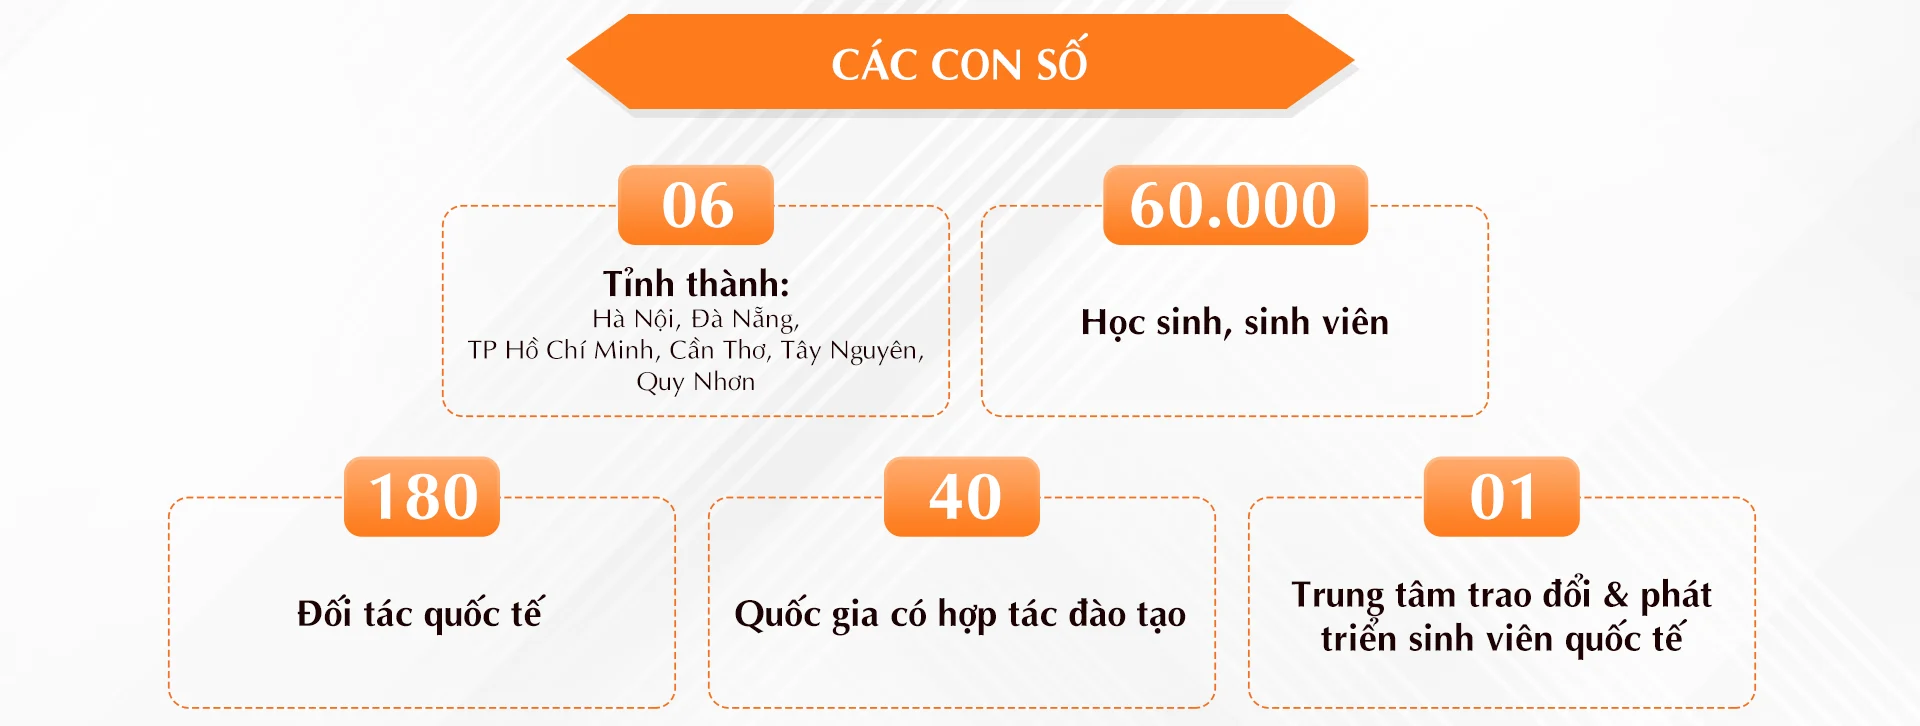 CÁC CON SỐ
06
Tỉnh thành:
Hà Nội, Đà Nẵng,
TP Hồ Chí Minh, Cần Thơ, Tây Nguyên,
Quy Nhơn
60.000
Học sinh, sinh viên
180
Đối tác quốc tế
40
Quốc gia có hợp tác đào tạo
01
Trung tâm trao đổi & phát
triển sinh viên quốc tế